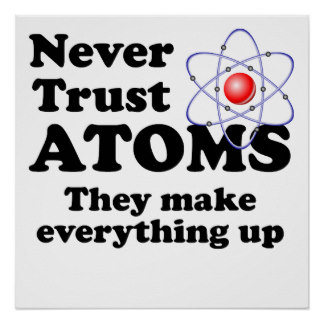 Never
Trust
ATOMS
They make
everything up